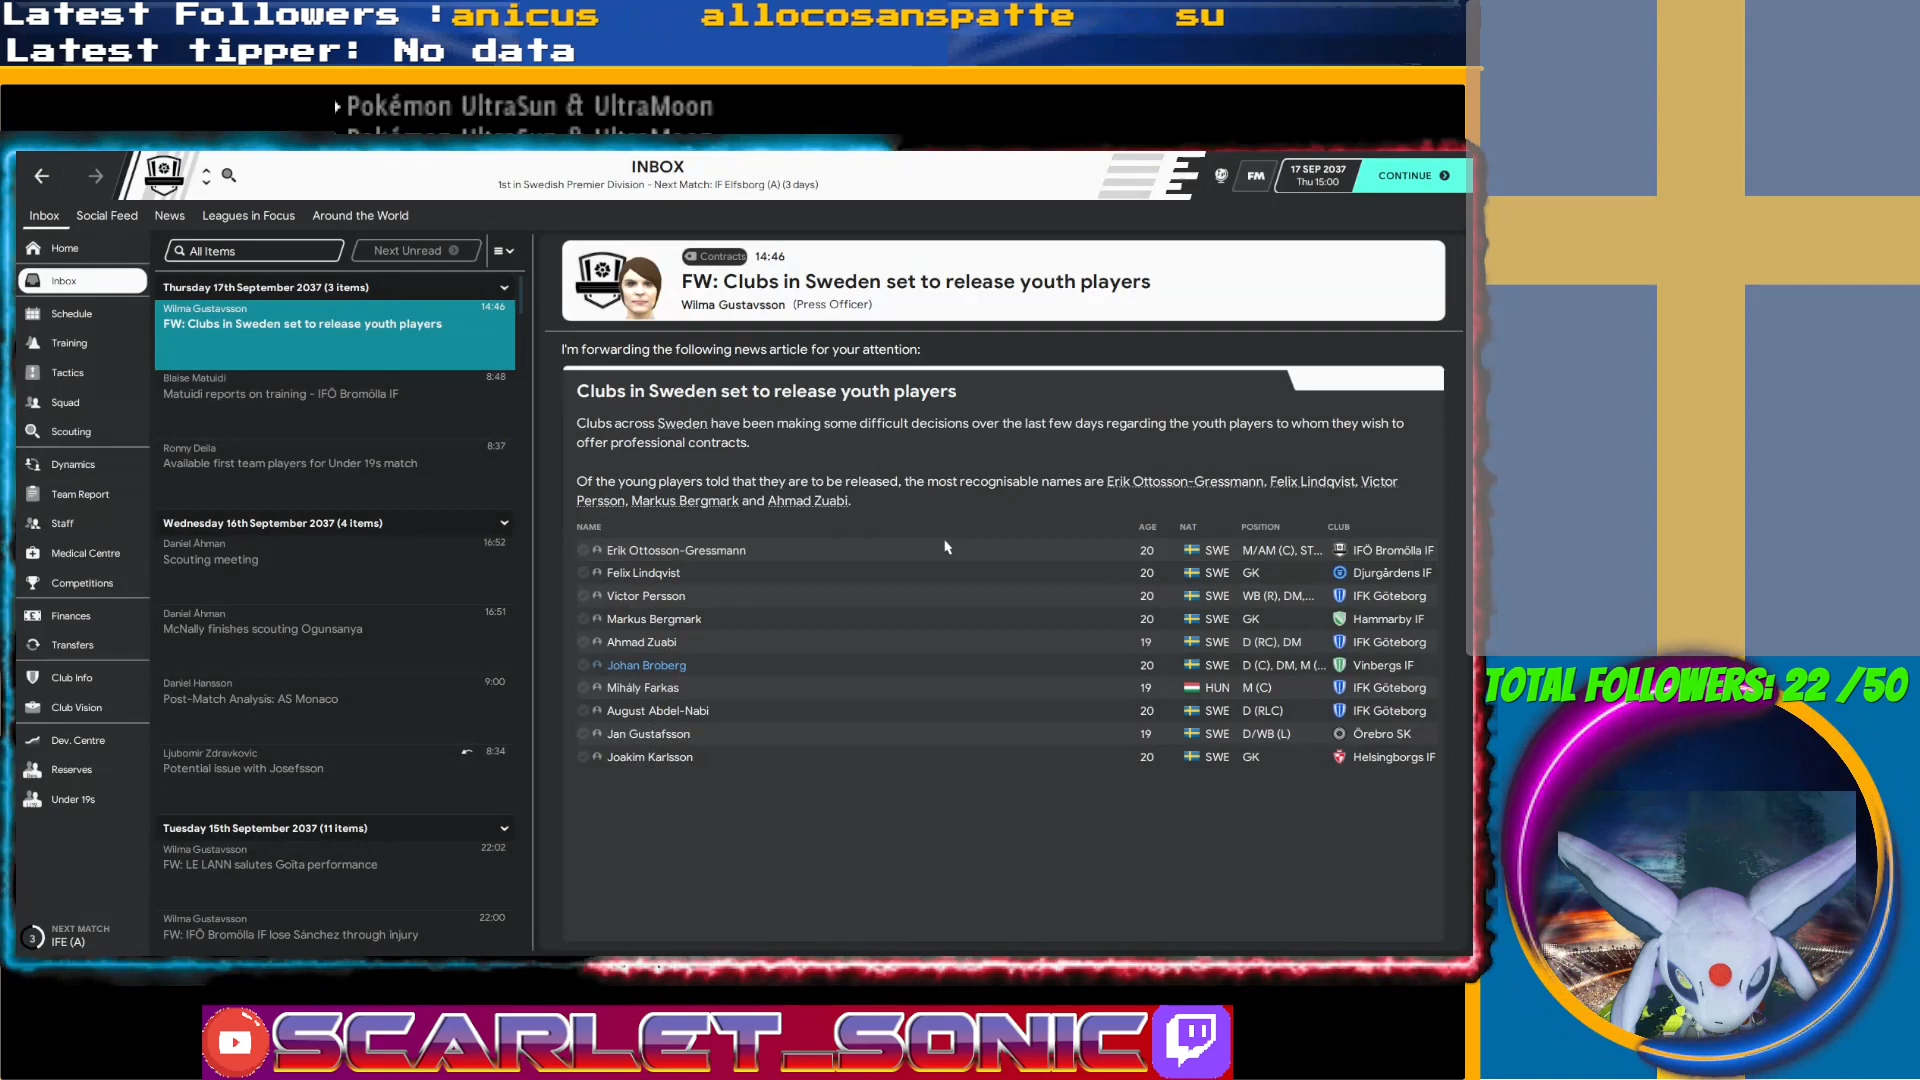 Latest Followers : anicus allocosanspatte su
Latest tipper: No data
Pokémon UltraSun & UltraMoon
Pokémon UltraSun & UltraMoon
INBOX
1st in Swedish Premier Division - Next Match: IF Elfsborg (A) (3 days)
FM
17 SEP 2037
Thu 15:00
CONTINUE
Inbox Social Feed News Leagues in Focus Around the World
Home
Inbox
Schedule
Training
Tactics
Squad
Scouting
Dynamics
Team Report
Staff
Medical Centre
Competitions
Finances
Transfers
Club Info
Club Vision
Dev. Centre
Reserves
Under 19s
3
NEXT MATCH
IFE (A)
All Items
Next Unread
Thursday 17th September 2037 (3 items)
Wilma Gustavsson 14:46
FW: Clubs in Sweden set to release youth players
Blaise Matuidi 8:48
Matuidi reports on training - IFÖ Bromölla IF
Ronny Deila 8:37
Available first team players for Under 19s match
Wednesday 16th September 2037 (4 items)
Daniel Åhman 16:52
Scouting meeting
Daniel Åhman 16:51
McNally finishes scouting Ogunsanya
Daniel Hansson 9:00
Post-Match Analysis: AS Monaco
Ljubomir Zdravkovic 8:34
Potential issue with Josefsson
Tuesday 15th September 2037 (11 items)
Wilma Gustavsson 22:02
FW: LE LANN salutes Goïta performance
Wilma Gustavsson 22:00
FW: IFÖ Bromölla IF lose Sánchez through injury
Contracts 14:46
FW: Clubs in Sweden set to release youth players
Wilma Gustavsson (Press Officer)
I'm forwarding the following news article for your attention:
Clubs in Sweden set to release youth players
Clubs across Sweden have been making some difficult decisions over the last few days regarding the youth players to whom they wish to
offer professional contracts.
Of the young players told that they are to be released, the most recognisable names are Erik Ottosson-Gressmann, Felix Lindqvist, Victor
Persson, Markus Bergmark and Ahmad Zuabi.
NAME AGE NAT POSITION CLUB
Erik Ottosson-Gressmann 20 SWE M/AM (C), ST... IFÖ Bromölla IF
Felix Lindqvist 20 SWE GK Djurgårdens IF
Victor Persson 20 SWE WB (R), DM,... IFK Göteborg
Markus Bergmark 20 SWE GK Hammarby IF
Ahmad Zuabi 19 SWE D (RC), DM IFK Göteborg
Johan Broberg 20 SWE D (C), DM, M (... Vinbergs IF
Mihály Farkas 19 HUN M (C) IFK Göteborg
August Abdel-Nabi 20 SWE D (RLC) IFK Göteborg
Jan Gustafsson 19 SWE D/WB (L) Örebro SK
Joakim Karlsson 20 SWE GK Helsingborgs IF
TOTAL FOLLOWERS: 22 /50
SCARLET_SONIC